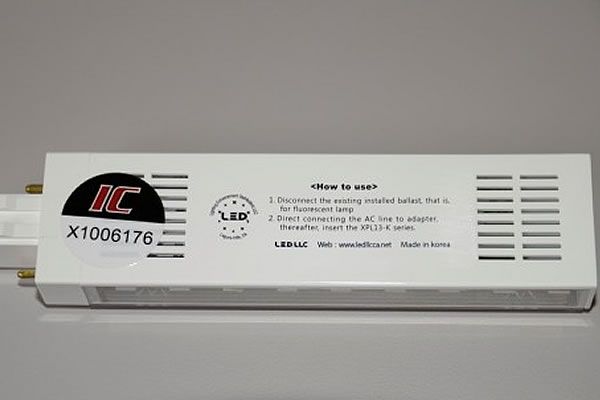 IC
X1006176
LED
<How to use>
1. Disconnect the existing installed ballast, that is.
for fluorescent lamp
2. Direct connecting the AC line to adapter,
thereafter, insert the XPL13-K series.
LED LLC Web : www.ledllcca.net Made in korea